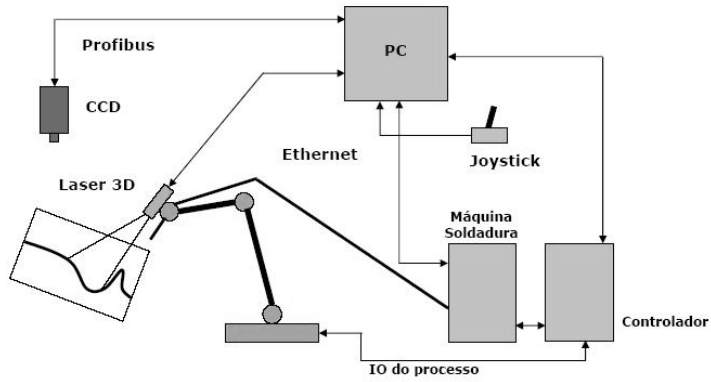 Profibus
PC
CCD
Ethernet
Joystick
Laser 3D
Máquina
Soldadura
Controlador
IO do processo